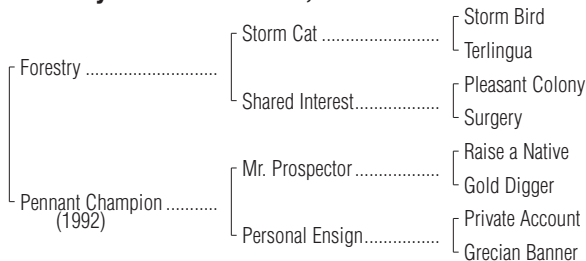 Storm Bird
Storm Cat ........................
Terlingua
Forestry ............................
Pleasant Colony
Shared Interest..................
Surgery
Raise a Native
Mr. Prospector ..................
Gold Digger
Pennant Champion ...........
(1992)
Private Account
Personal Ensign................
Grecian Banner